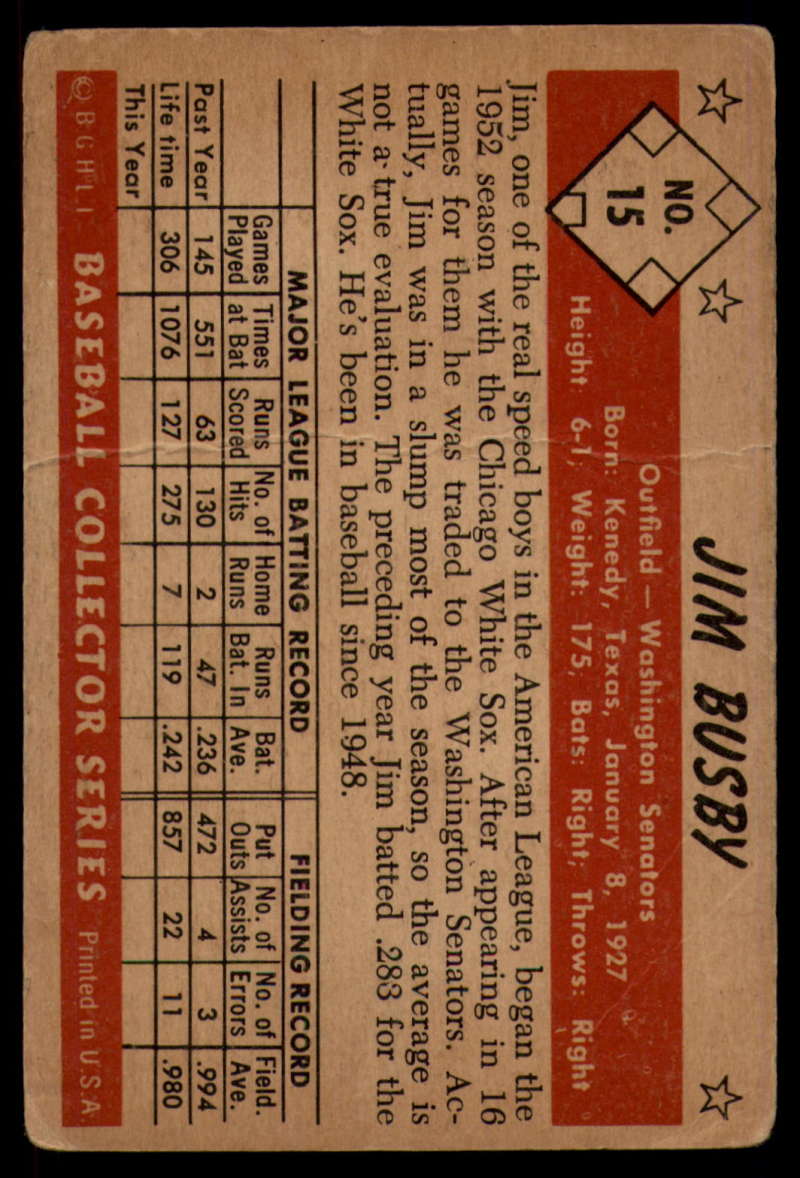 JIM BUSBY
NO.
15
Outfield — Washington Senators
Born: Kenedy, Texas, January 8, 1927
Height: 6-1; Weight: 175, Bats: Right; Throws: Right
Jim, one of the real speed boys in the American League, began the
1952 season with the Chicago White Sox. After appearing in 16
games for them he was traded to the Washington Senators. Ac-
tually, Jim was in a slump most of the season, so the average is
not a true evaluation. The preceding year Jim batted .283 for the
White Sox. He's been in baseball since 1948.
MAJOR LEAGUE BATTING RECORD FIELDING RECORD
Games Played Times at Bat Runs Scored No. of Hits Home Runs Runs Bat. In Bat. Ave. Put Outs No. of Assists No. of Errors Field. Ave.
Past Year 145 551 63 130 2 47 .236 472 4 3 .994
Life time 306 1076 127 275 7 119 .242 857 22 11 .980
This Year
© B G H L I BASEBALL COLLECTOR SERIES Printed in U.S.A.